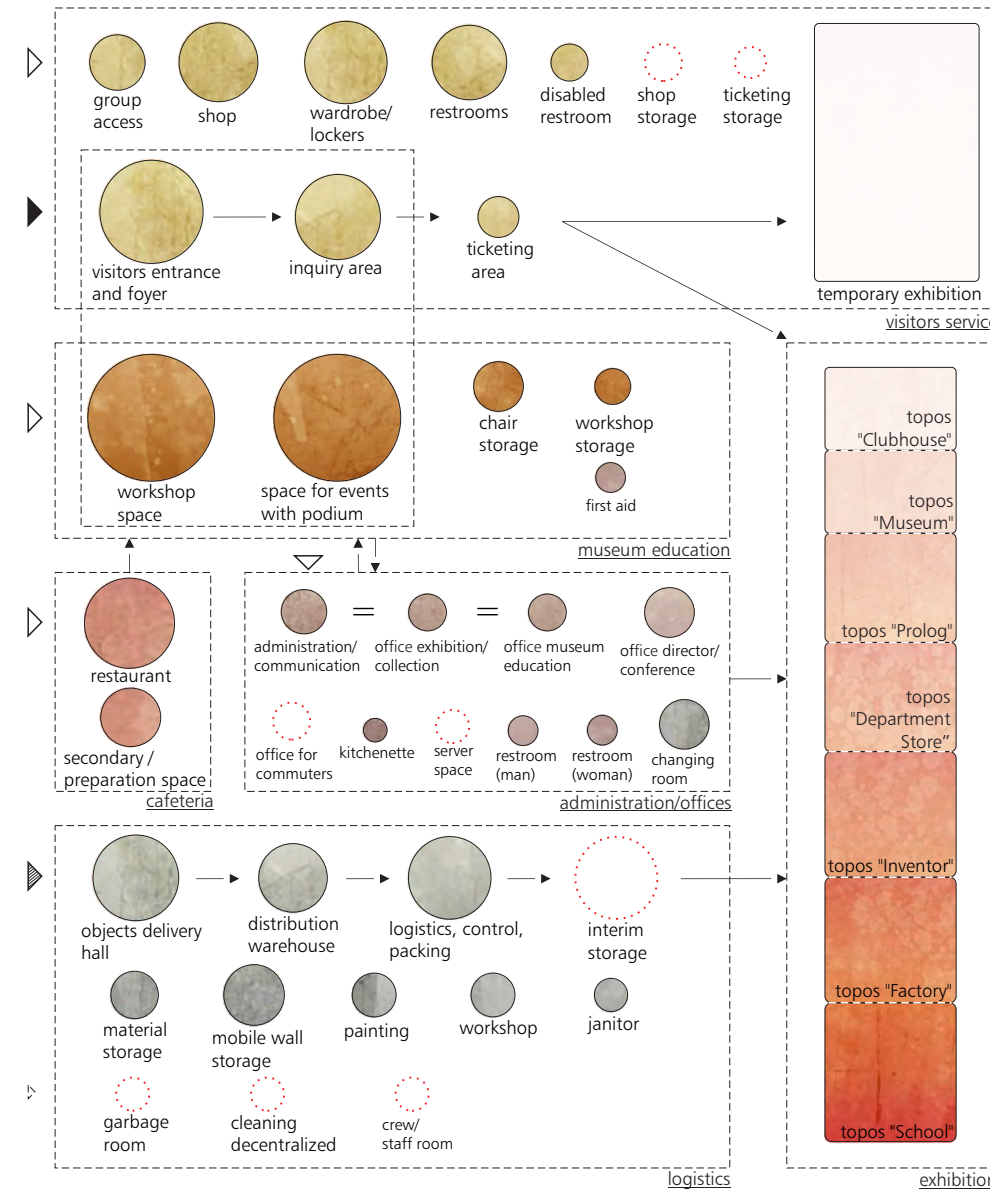 group
access
shop
wardrobe/
lockers
restrooms
disabled
restroom
shop
storage
ticketing
storage
visitors entrance
and foyer
inquiry area
ticketing
area
temporary exhibition
visitors servic
workshop
space
space for events
with podium
chair
storage
workshop
storage
first aid
museum education
restaurant
secondary /
preparation space
cafeteria
administration/
communication
=
office exhibition/
collection
=
office museum
education
office director/
conference
office for
commuters
kitchenette
server
space
restroom
(man)
restroom
(woman)
changing
room
administration/offices
objects delivery
hall
distribution
warehouse
logistics, control,
packing
interim
storage
material
storage
mobile wall
storage
painting
workshop
janitor
garbage
room
cleaning
decentralized
crew/
staff room
logistics
topos
"Clubhouse"
topos
"Museum"
topos "Prolog"
topos
"Department
Store”
topos "Inventor"
topos "Factory"
topos "School"
exhibition